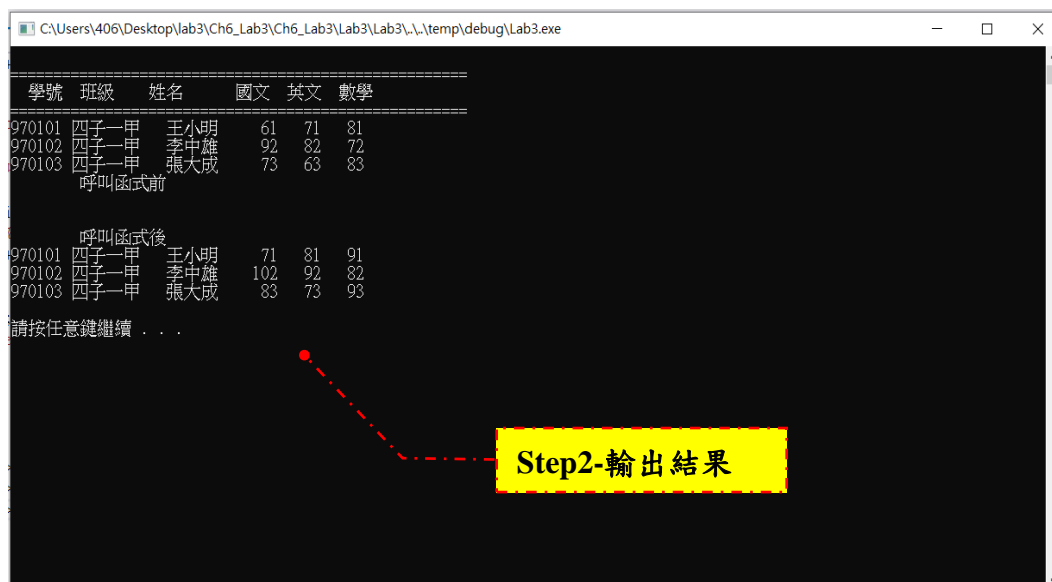 C:\Users\406\Desktop\lab3\Ch6_Lab3\Ch6_Lab3\Lab3\Lab3\..\..\temp\debug\Lab3.exe
=====================================================
學號 班級 姓名 國文 英文 數學
=====================================================
970101 四子一甲 王小明 61 71 81
970102 四子一甲 李中雄 92 82 72
970103 四子一甲 張大成 73 63 83
呼叫函式前
呼叫函式後
970101 四子一甲 王小明 71 81 91
970102 四子一甲 李中雄 102 92 82
970103 四子一甲 張大成 83 73 93
請按任意鍵繼續 . . .
Step2-輸出結果